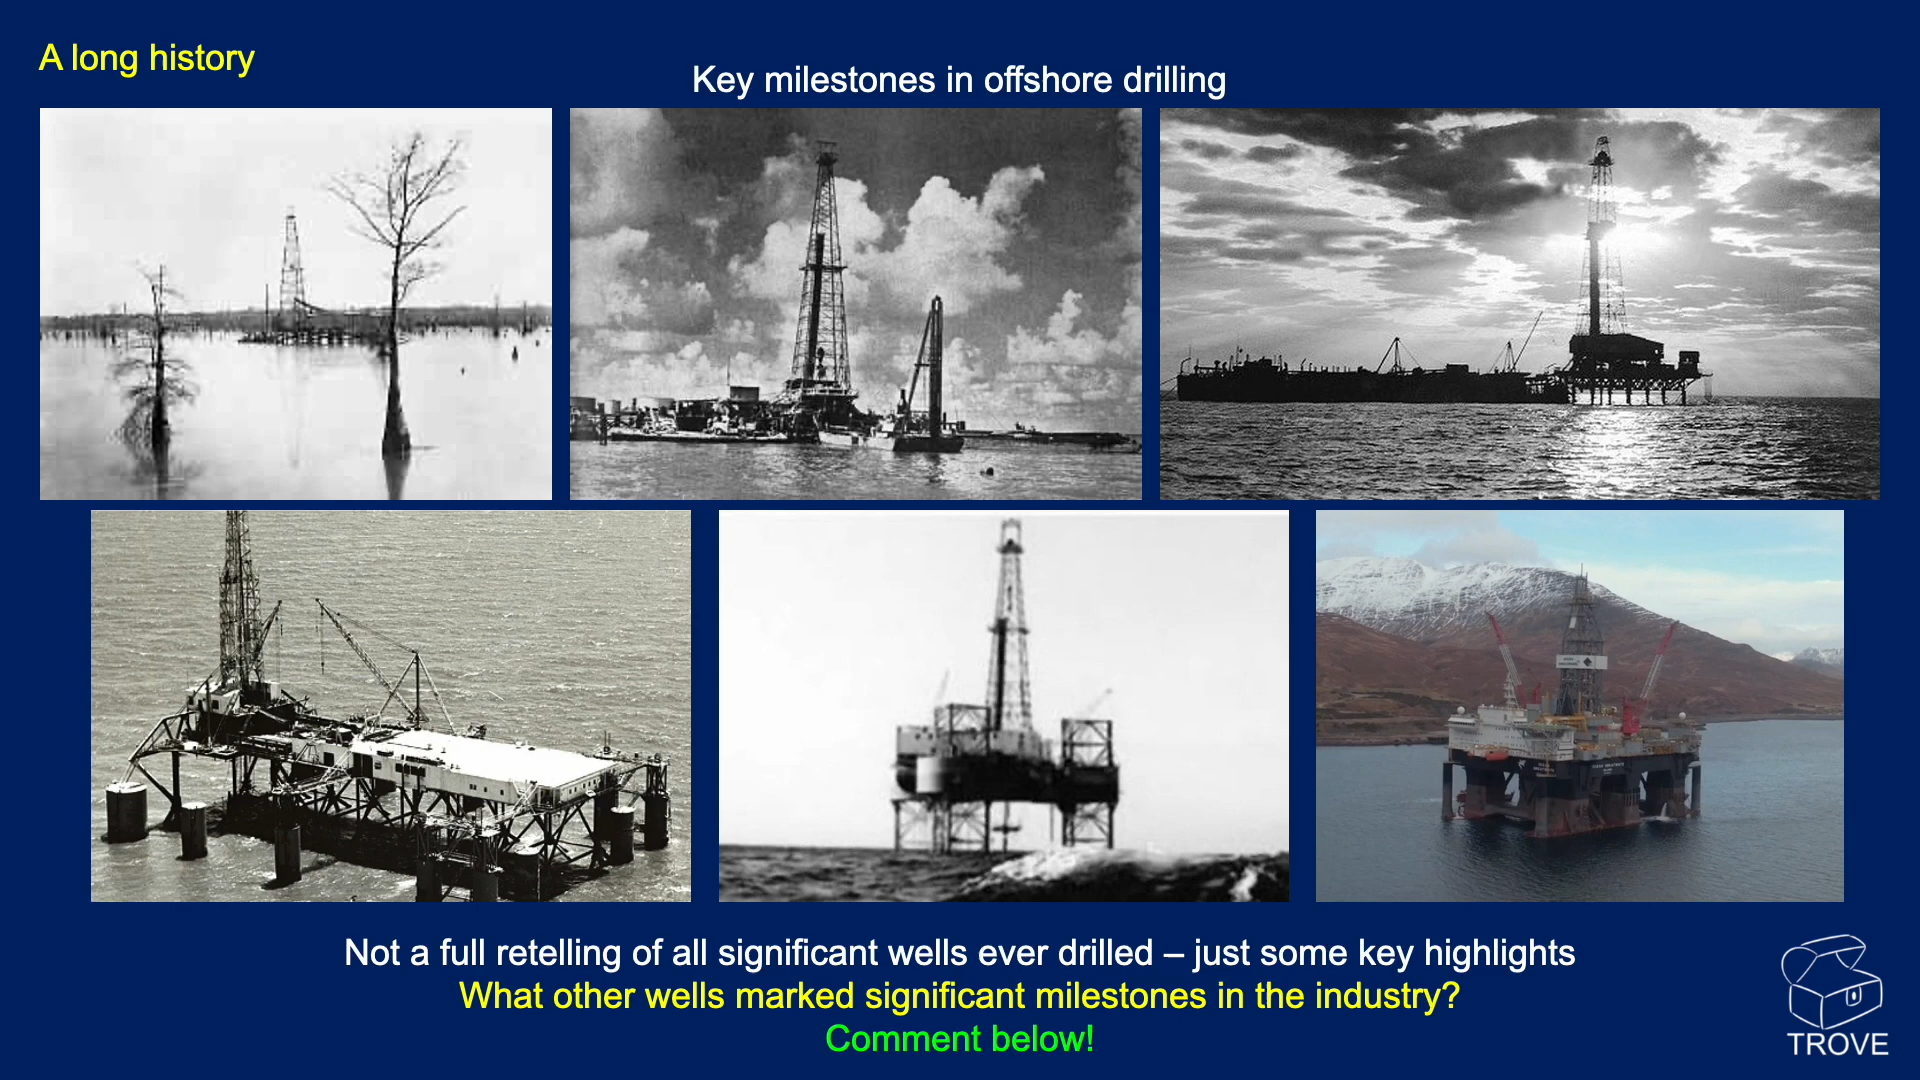 A long history
Key milestones in offshore drilling
Not a full retelling of all significant wells ever drilled – just some key highlights
What other wells marked significant milestones in the industry?
Comment below!
TROVE